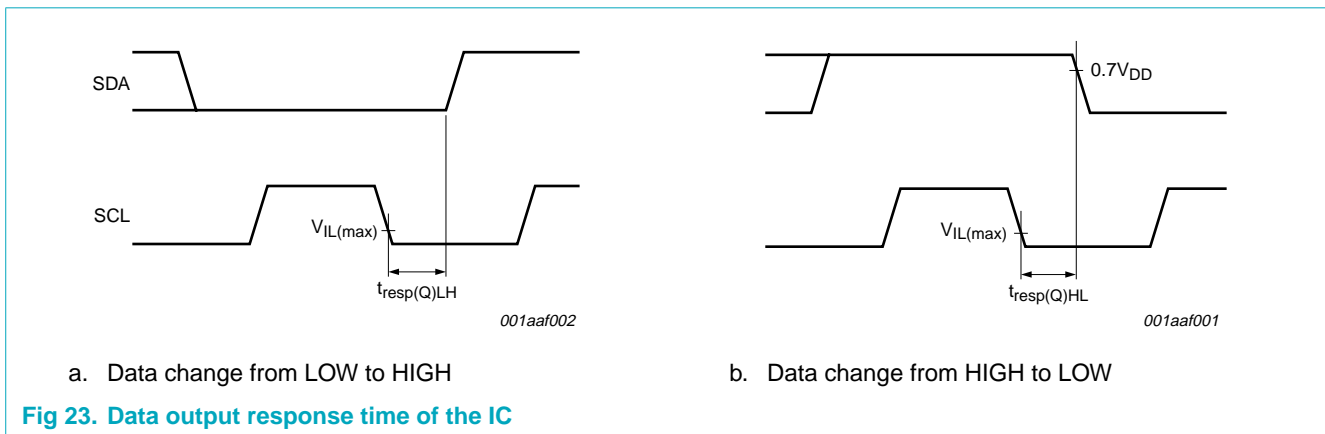 SDA
SCL
V_IL(max)
t_resp(Q)LH
001aaf002
0.7V_DD
V_IL(max)
t_resp(Q)HL
001aaf001
a. Data change from LOW to HIGH
b. Data change from HIGH to LOW
Fig 23. Data output response time of the IC